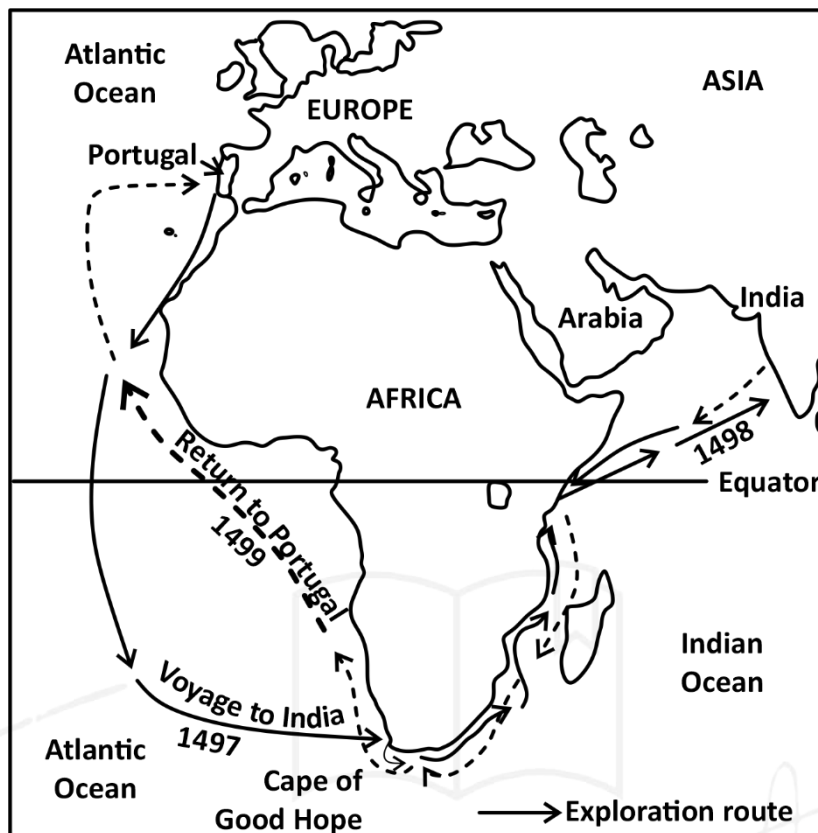 Atlantic
Ocean
ASIA
EUROPE
Portugal
India
Arabia
AFRICA
1498
Return to Portugal
1499
Equator
Indian
Ocean
Voyage to India
1497
Atlantic
Ocean
Cape of
Good Hope
Exploration route